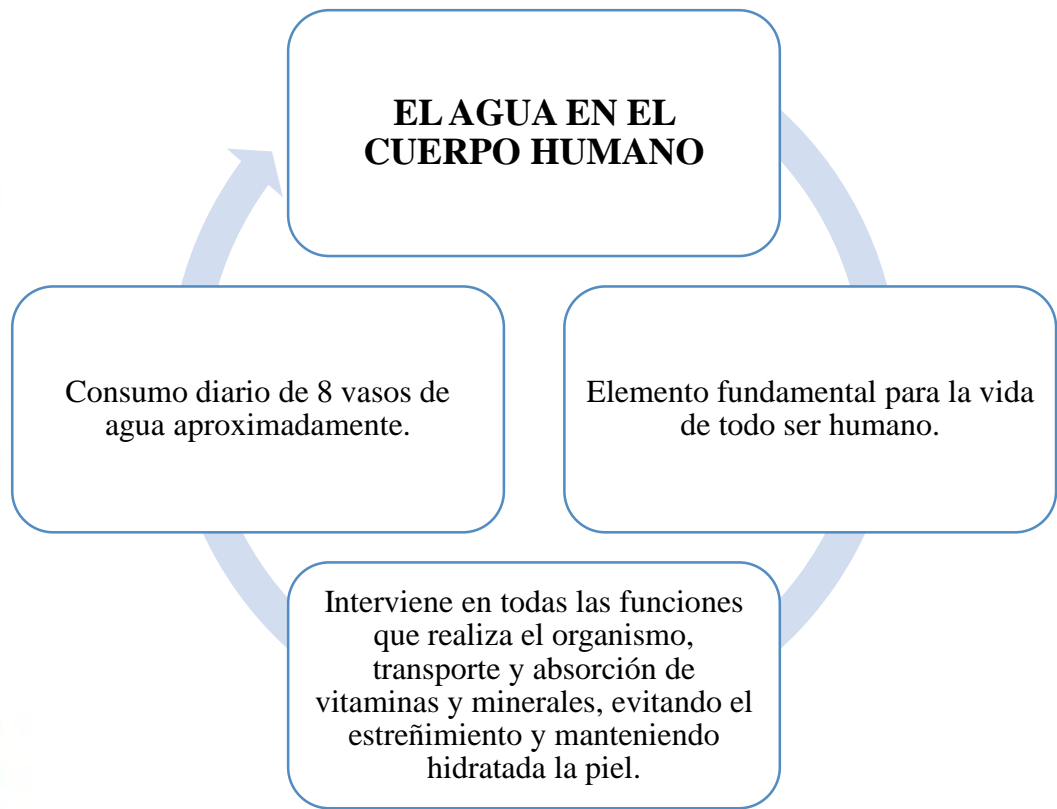 EL AGUA EN EL
CUERPO HUMANO
Elemento fundamental para la vida
de todo ser humano.
Interviene en todas las funciones
que realiza el organismo,
transporte y absorción de
vitaminas y minerales, evitando el
estreñimiento y manteniendo
hidratada la piel.
Consumo diario de 8 vasos de
agua aproximadamente.